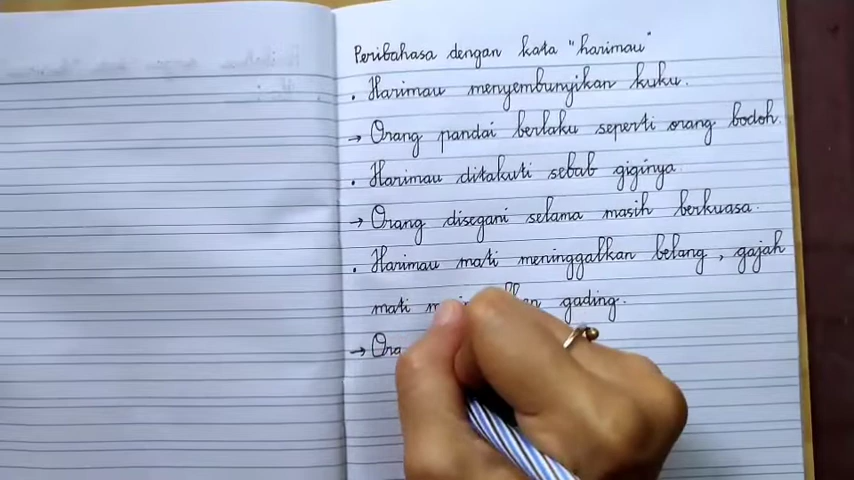 Peribahasa dengan kata "harimau"
. Harimau menyembunyikan kuku.
→ Orang pandai berlaku seperti orang bodoh.
. Harimau ditakuti sebab giginya.
→ Orang disegani selama masih berkuasa.
. Harimau mati meninggalkan belang, gajah
mati gading.
→ Ora